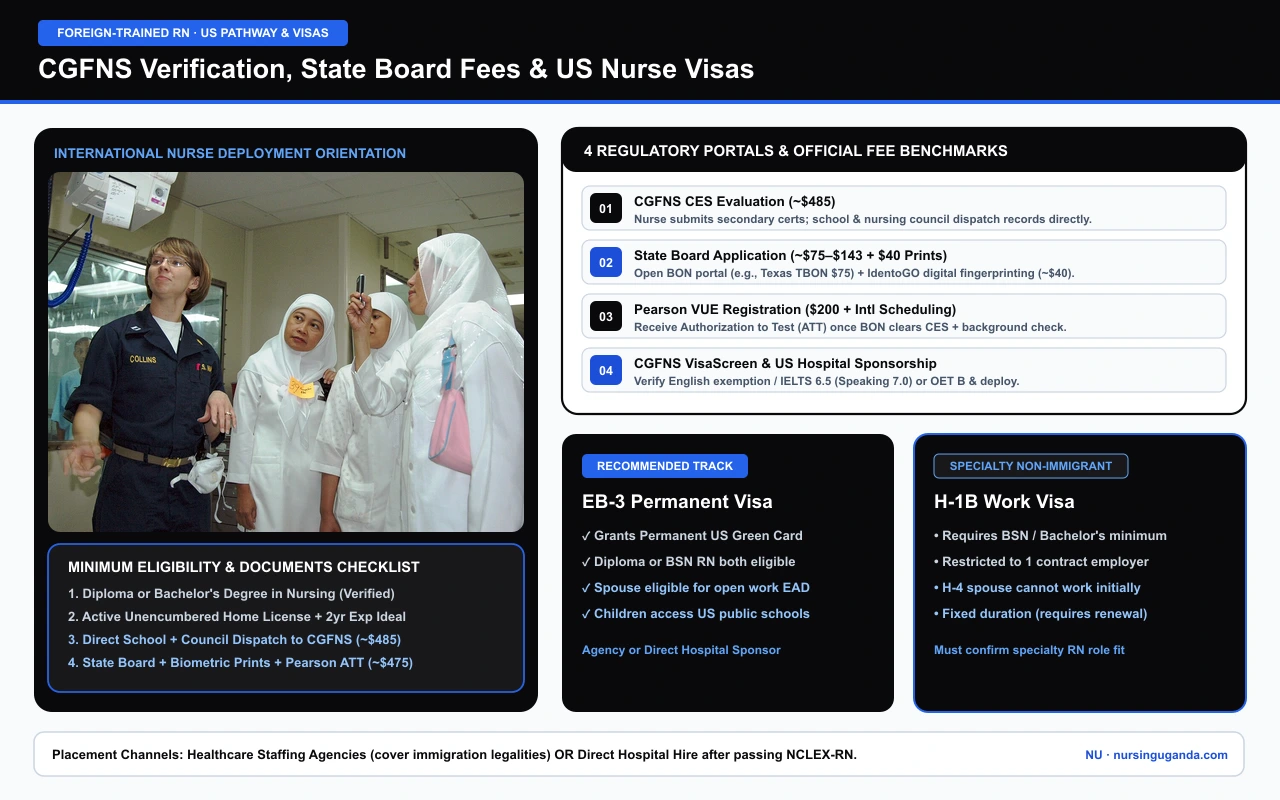 FOREIGN-TRAINED RN · US PATHWAY & VISAS
CGFNS Verification, State Board Fees & US Nurse Visas
INTERNATIONAL NURSE DEPLOYMENT ORIENTATION
COLLINS
MINIMUM ELIGIBILITY & DOCUMENTS CHECKLIST
1. Diploma or Bachelor's Degree in Nursing (Verified)
2. Active Unencumbered Home License + 2yr Exp Ideal
3. Direct School + Council Dispatch to CGFNS (~$485)
4. State Board + Biometric Prints + Pearson ATT (~$475)
4 REGULATORY PORTALS & OFFICIAL FEE BENCHMARKS
01
CGFNS CES Evaluation (~$485)
Nurse submits secondary certs; school & nursing council dispatch records directly.
02
State Board Application (~$75–$143 + $40 Prints)
Open BON portal (e.g., Texas TBON $75) + IdentoGO digital fingerprinting (~$40).
03
Pearson VUE Registration ($200 + Intl Scheduling)
Receive Authorization to Test (ATT) once BON clears CES + background check.
04
CGFNS VisaScreen & US Hospital Sponsorship
Verify English exemption / IELTS 6.5 (Speaking 7.0) or OET B & deploy.
RECOMMENDED TRACK
EB-3 Permanent Visa
✓ Grants Permanent US Green Card
✓ Diploma or BSN RN both eligible
✓ Spouse eligible for open work EAD
✓ Children access US public schools
Agency or Direct Hospital Sponsor
SPECIALTY NON-IMMIGRANT
H-1B Work Visa
• Requires BSN / Bachelor's minimum
• Restricted to 1 contract employer
• H-4 spouse cannot work initially
• Fixed duration (requires renewal)
Must confirm specialty RN role fit
Placement Channels: Healthcare Staffing Agencies (cover immigration legalities) OR Direct Hospital Hire after passing NCLEX-RN.
NU · nursinguganda.com